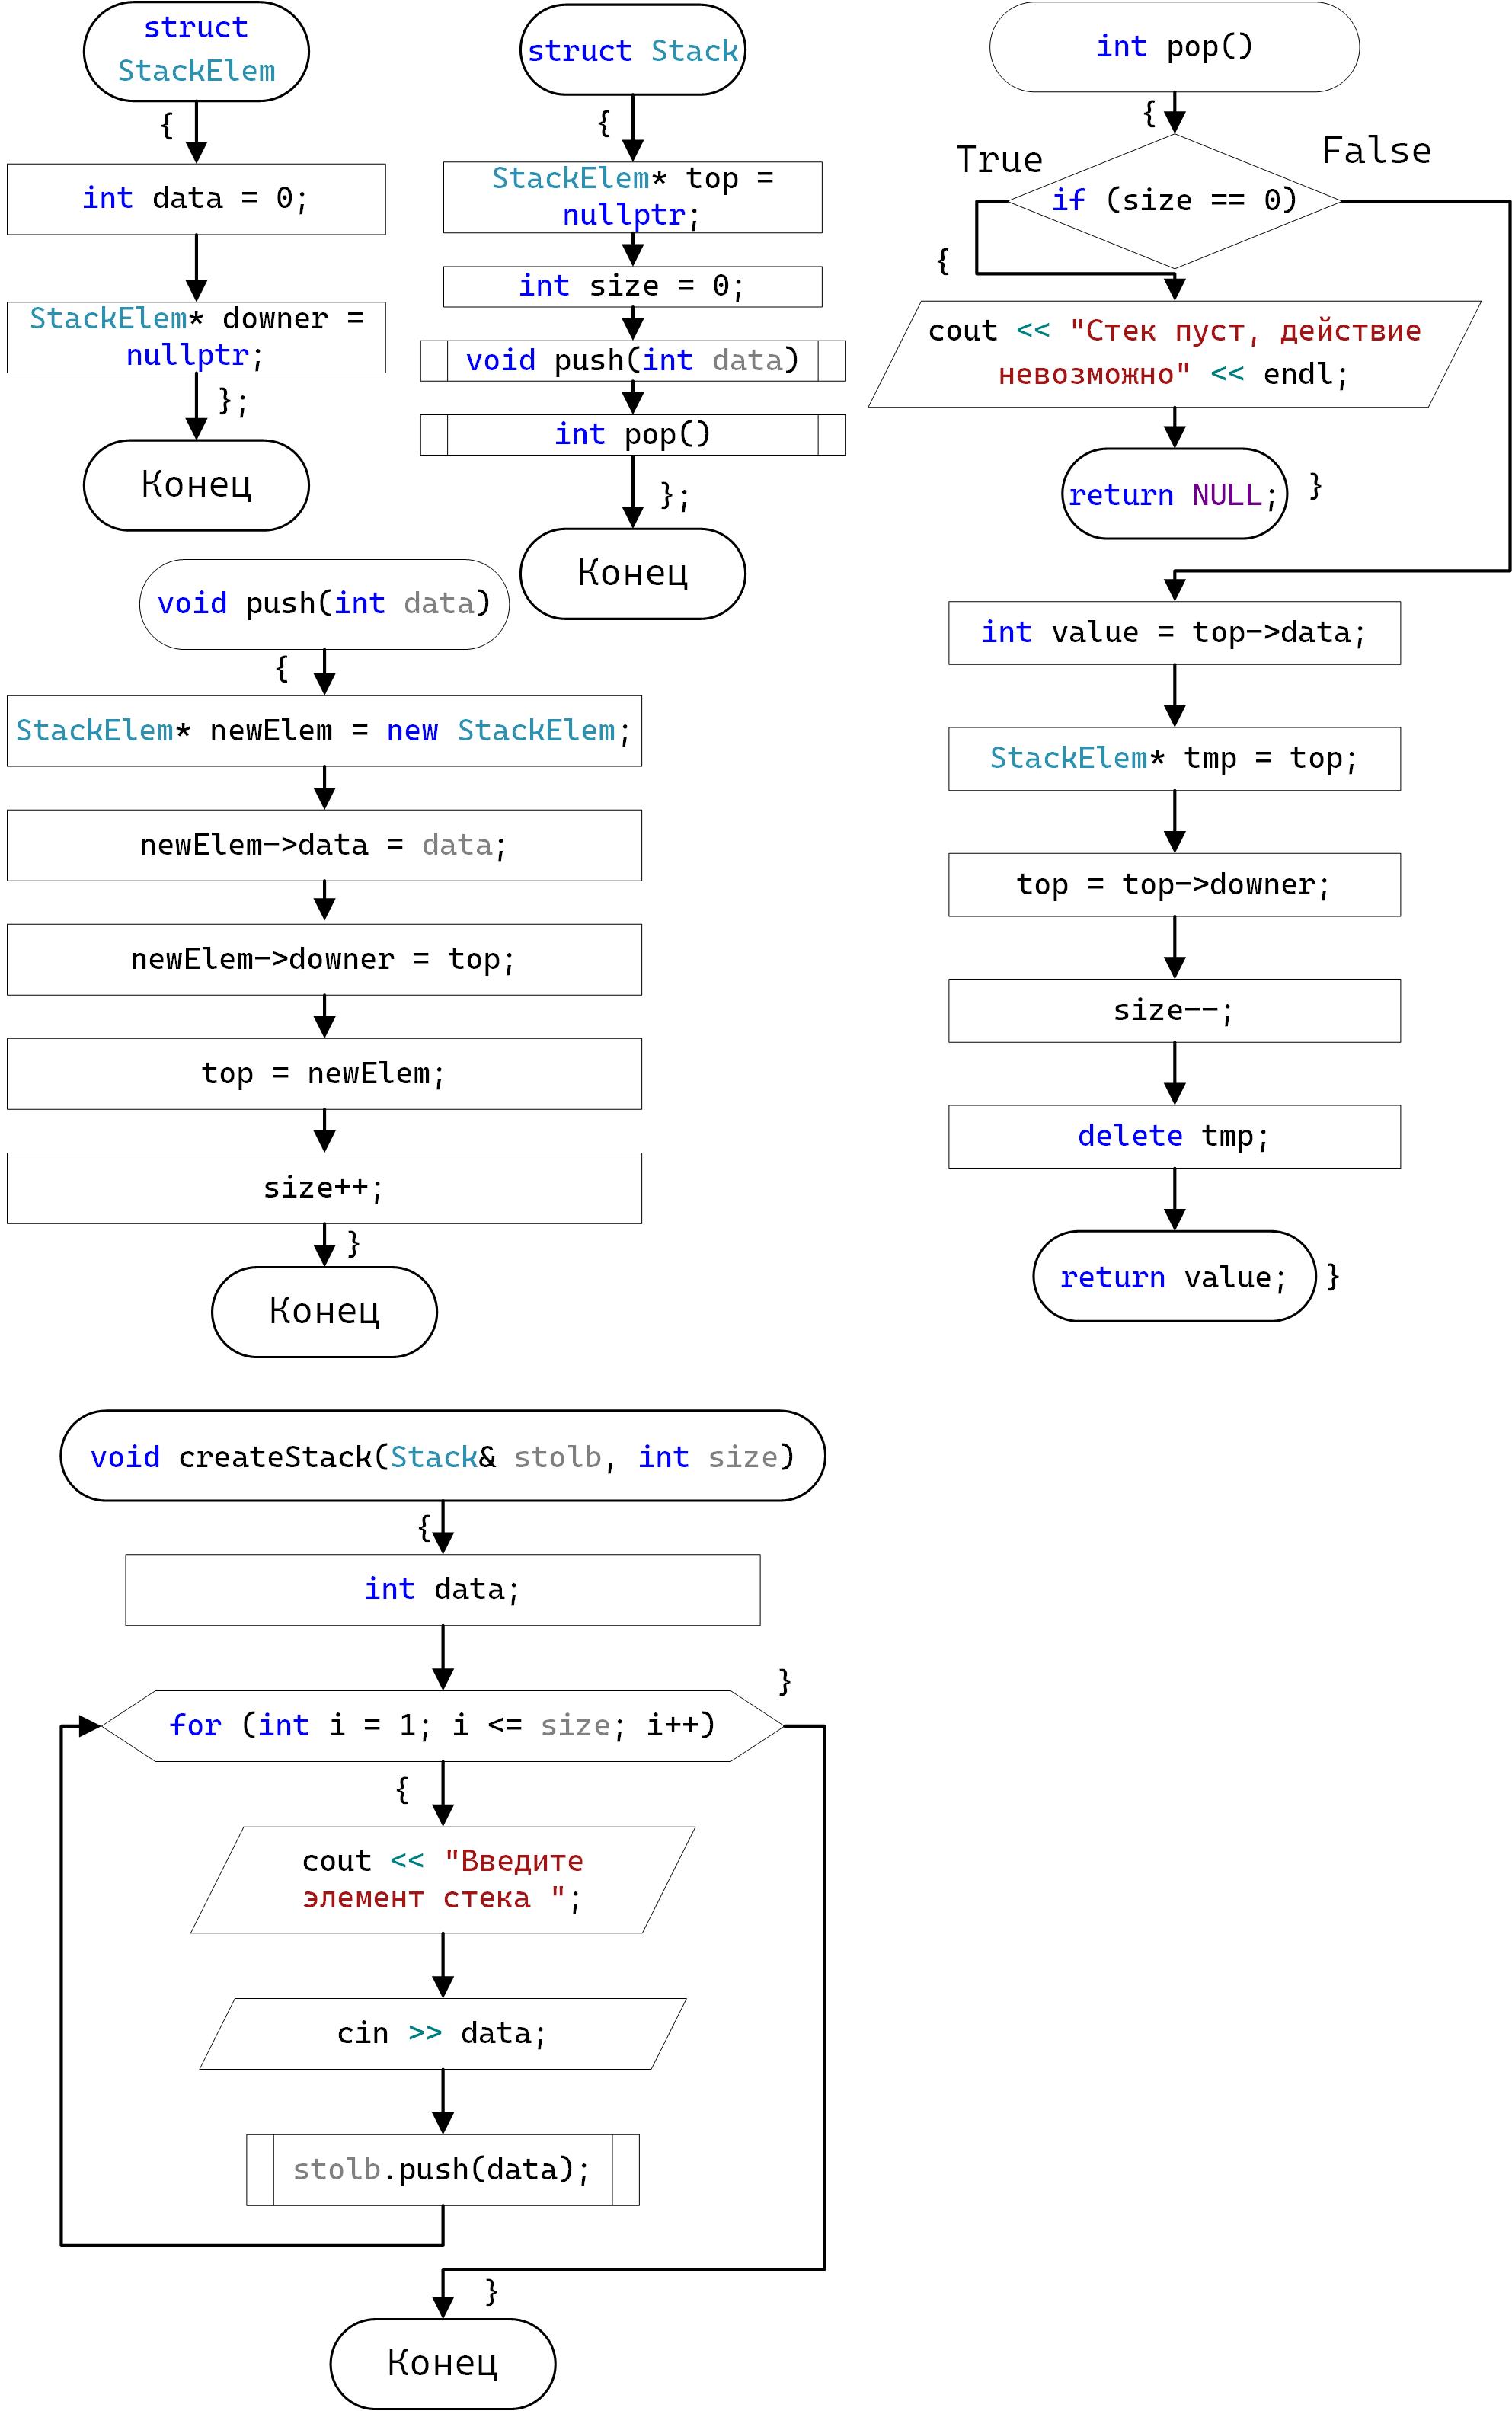 struct
StackElem
{
int data = 0;
StackElem* downer =
nullptr;
};
Конец
struct Stack
{
StackElem* top =
nullptr;
int size = 0;
void push(int data)
int pop()
};
Конец
int pop()
{
True
False
if (size == 0)
{
cout << "Стек пуст, действие
невозможно" << endl;
return NULL;
}
int value = top->data;
StackElem* tmp = top;
top = top->downer;
size--;
delete tmp;
return value;
}
void push(int data)
{
StackElem* newElem = new StackElem;
newElem->data = data;
newElem->downer = top;
top = newElem;
size++;
}
Конец
void createStack(Stack& stolb, int size)
{
int data;
}
for (int i = 1; i <= size; i++)
{
cout << "Введите
элемент стека ";
cin >> data;
stolb.push(data);
}
Конец